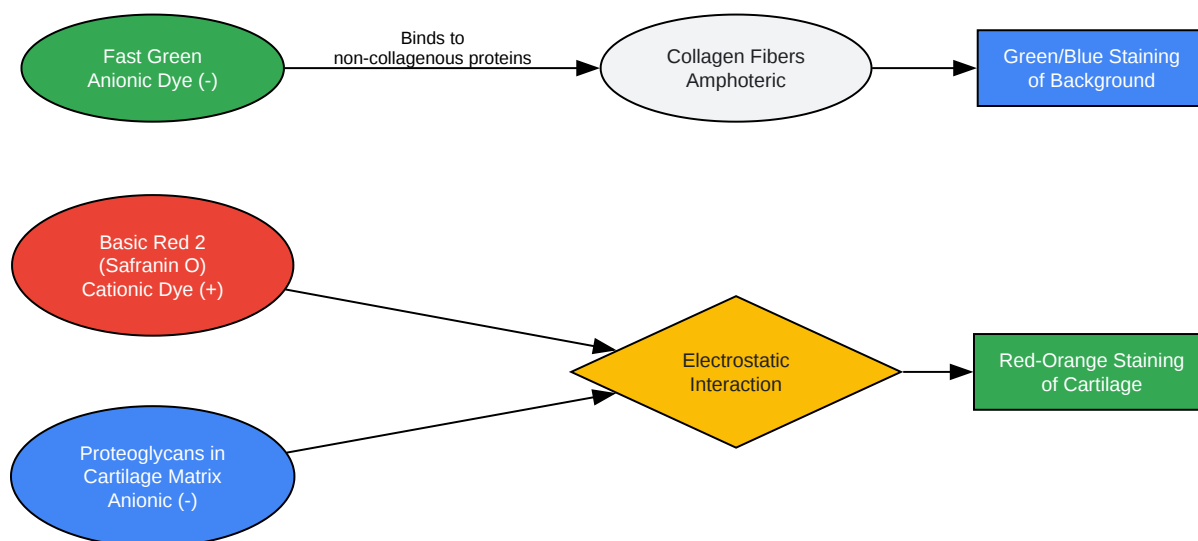 Fast Green
Anionic Dye (-)
Binds to
non-collagenous proteins
Collagen Fibers
Amphoteric
Green/Blue Staining
of Background
Basic Red 2
(Safranin O)
Cationic Dye (+)
Electrostatic
Interaction
Red-Orange Staining
of Cartilage
Proteoglycans in
Cartilage Matrix
Anionic (-)